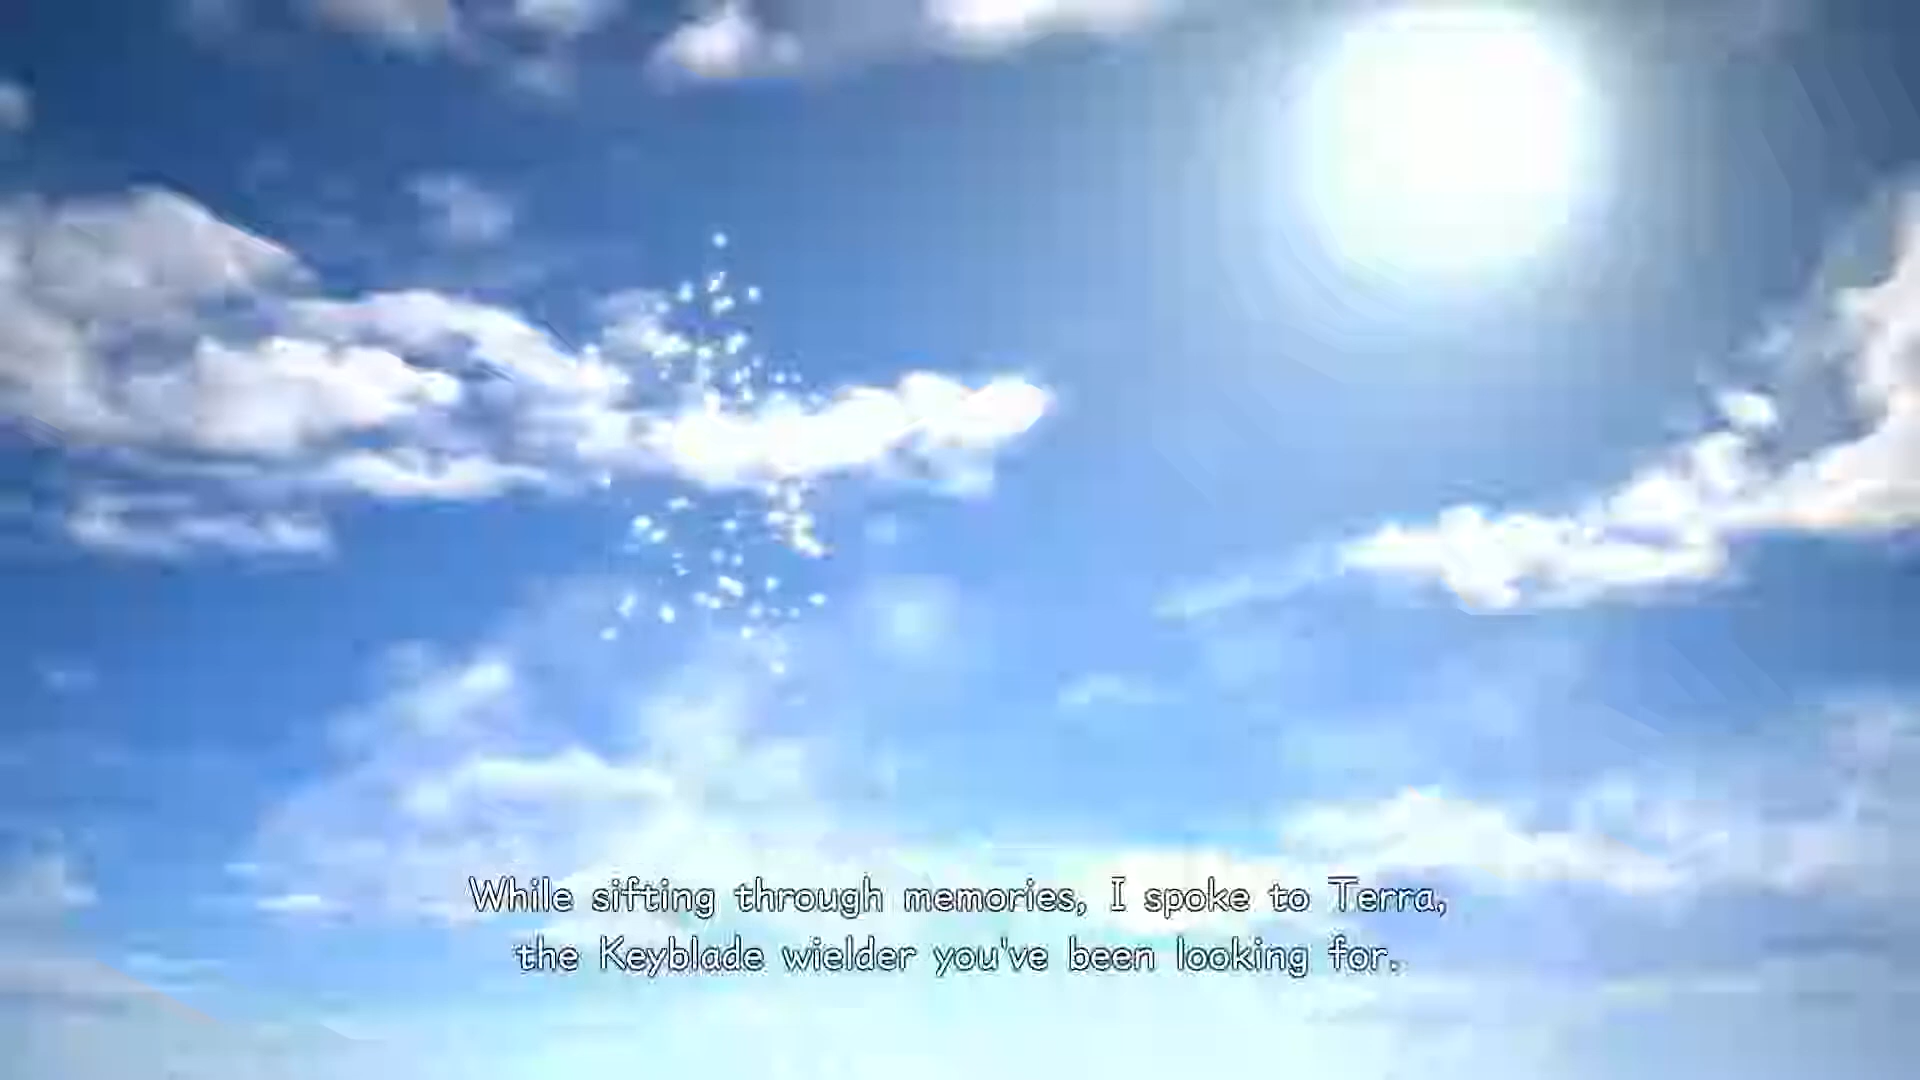 While sifting through memories, I spoke to Terra,
the Keyblade wielder you've been looking for.